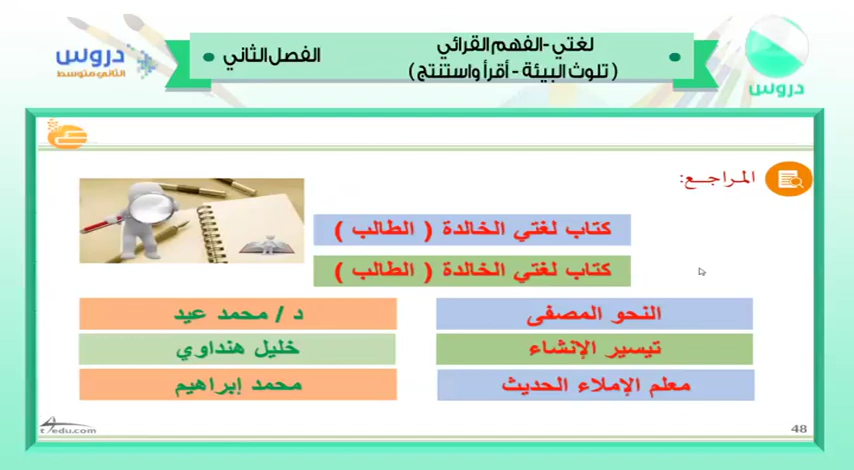 لغتي -الفهم القرائي
( تلوث البيئة - أقرأ واستنتج )
الفصل الثاني
دروس
الثاني متوسط
دروس
المراجع:
كتاب لغتي الخالدة ( الطالب )
كتاب لغتي الخالدة ( الطالب )
النحو المصفى
د / محمد عيد
تيسير الإنشاء
خليل هنداوي
معلم الإملاء الحديث
محمد إبراهيم
t4edu.com
48